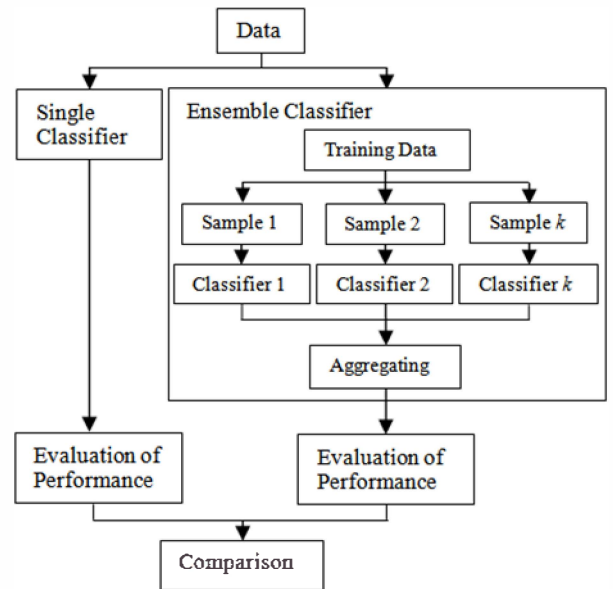 Data
Single
Classifier
Ensemble Classifier
Training Data
Sample 1
Sample 2
Sample k
Classifier 1
Classifier 2
Classifier k
Aggregating
Evaluation of
Performance
Evaluation of
Performance
Comparison